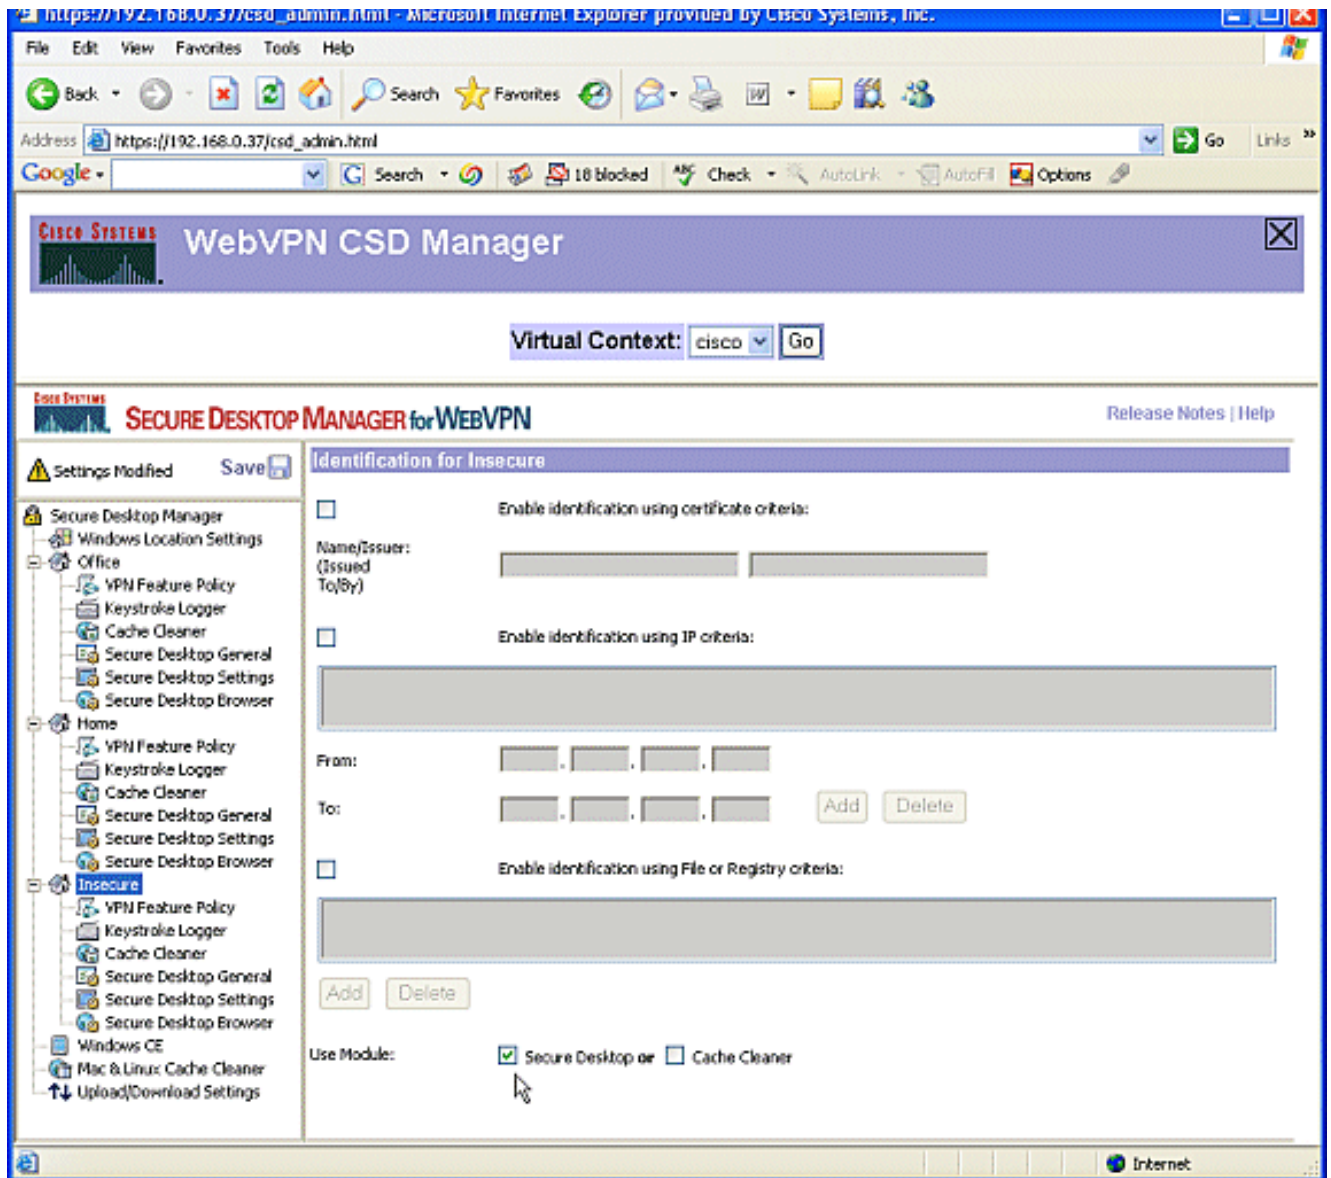 https://192.168.0.37/csd_admin.html - Microsoft Internet Explorer provided by Cisco Systems, Inc.
File Edit View Favorites Tools Help
Back Search Favorites
Address https://192.168.0.37/csd_admin.html Go Links »
Google Search 18 blocked ABC Check AutoLink AutoFill Options
CISCO SYSTEMS WebVPN CSD Manager
Virtual Context: cisco Go
CISCO SYSTEMS SECURE DESKTOP MANAGER for WEBVPN Release Notes | Help
Settings Modified Save
Identification for Insecure
Secure Desktop Manager
Windows Location Settings
Office
VPN Feature Policy
Keystroke Logger
Cache Cleaner
Secure Desktop General
Secure Desktop Settings
Secure Desktop Browser
Home
VPN Feature Policy
Keystroke Logger
Cache Cleaner
Secure Desktop General
Secure Desktop Settings
Secure Desktop Browser
Insecure
VPN Feature Policy
Keystroke Logger
Cache Cleaner
Secure Desktop General
Secure Desktop Settings
Secure Desktop Browser
Windows CE
Mac & Linux Cache Cleaner
Upload/Download Settings
Enable identification using certificate criteria:
Name/Issuer:
(Issued
To/By)
Enable identification using IP criteria:
From: . . .
To: . . . Add Delete
Enable identification using File or Registry criteria:
Add Delete
Use Module: Secure Desktop or Cache Cleaner
Internet